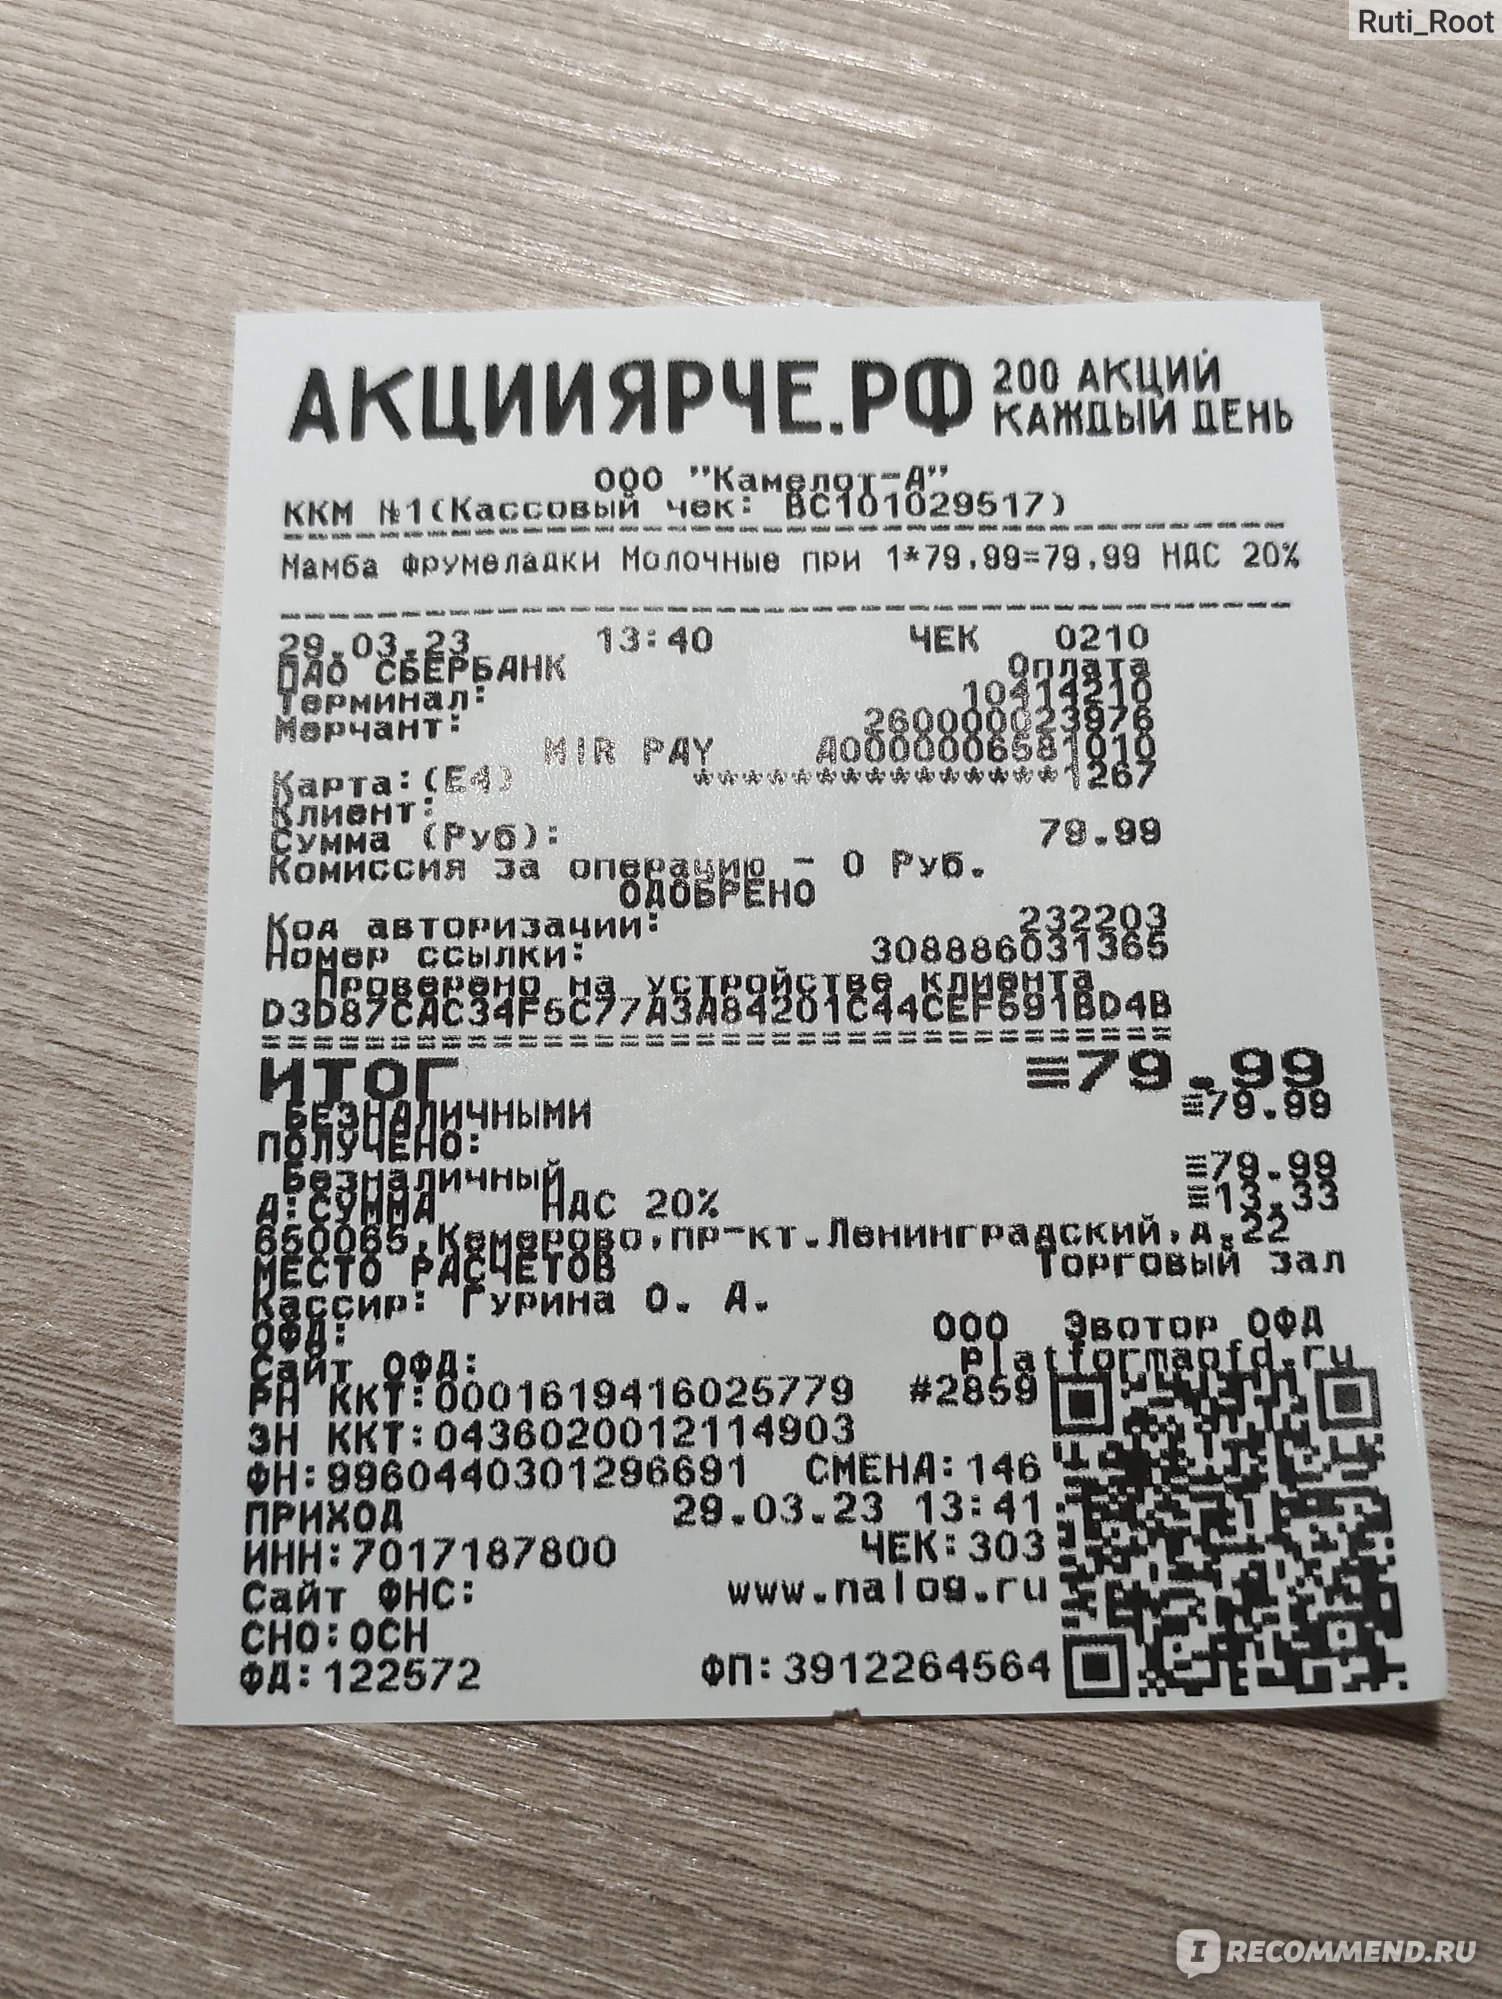 Ruti_Root
АКЦИИЯРЧЕ.РФ 200 АКЦИЙ
КАЖДЫЙ ДЕНЬ
ООО "Камелот-А"
ККМ №1(Кассовый чек: ВС101029517)
Мамба Фрумеладки Молочные при 1*79.99=79.99 НДС 20%
29.03.23 13:40 ЧЕК 0210
ПАО СБЕРБАНК Оплата
Терминал: 10414210
Мерчант: 260000023976
MIR PAY A0000006581010
Карта:(E4) **************1267
Клиент:
Сумма (Руб): 79.99
Комиссия за операцию - 0 Руб.
ОДОБРЕНО
Код авторизации: 232203
Номер ссылки: 308886031365
Проверено на устройстве клиента
D3D87CAC34F5C77A3A84201C44CEF591BD4B
ИТОГ ≡79.99
БЕЗНАЛИЧНЫМИ ≡79.99
ПОЛУЧЕНО:
Безналичный ≡79.99
А:СУММА НДС 20% ≡13.33
650065,Кемерово,пр-кт.Ленинградский,д.22
МЕСТО РАСЧЕТОВ Торговый зал
Кассир: Гурина О. А.
ОФД: ООО Эвотор ОФД
Сайт ОФД: platformaofd.ru
РН ККТ:0001619416025779 #2859
ЗН ККТ:0436020012114903
ФН:9960440301296691 СМЕНА:146
ПРИХОД 29.03.23 13:41
ИНН:7017187800 ЧЕК:303
Сайт ФНС: www.nalog.ru
СНО:ОСН
ФД:122572 ФП:3912264564
I RECOMMEND.RU